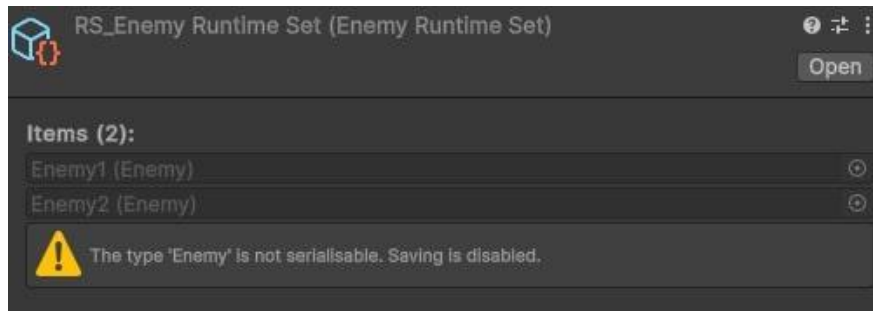 RS_Enemy Runtime Set (Enemy Runtime Set)
Open
Items (2):
Enemy1 (Enemy)
Enemy2 (Enemy)
The type 'Enemy' is not serialisable. Saving is disabled.